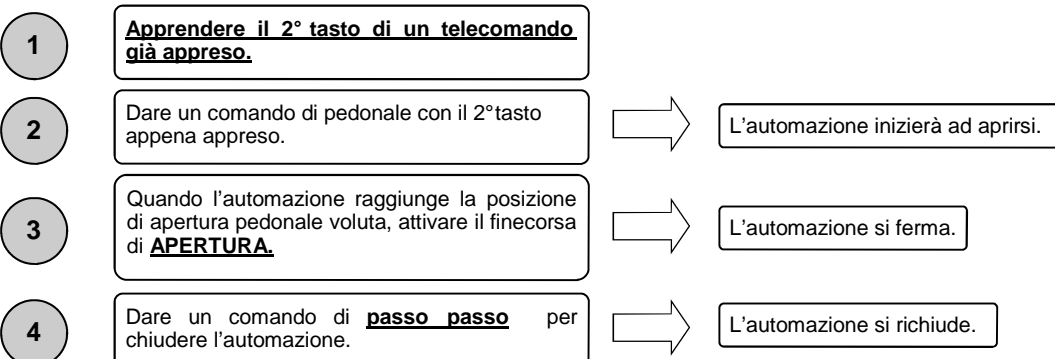 1
Apprendere il 2° tasto di un telecomando
già appreso.
2
Dare un comando di pedonale con il 2° tasto
appena appreso.
L'automazione inizierà ad aprirsi.
3
Quando l'automazione raggiunge la posizione
di apertura pedonale voluta, attivare il finecorsa
di APERTURA.
L'automazione si ferma.
4
Dare un comando di passo passo per
chiudere l'automazione.
L'automazione si richiude.